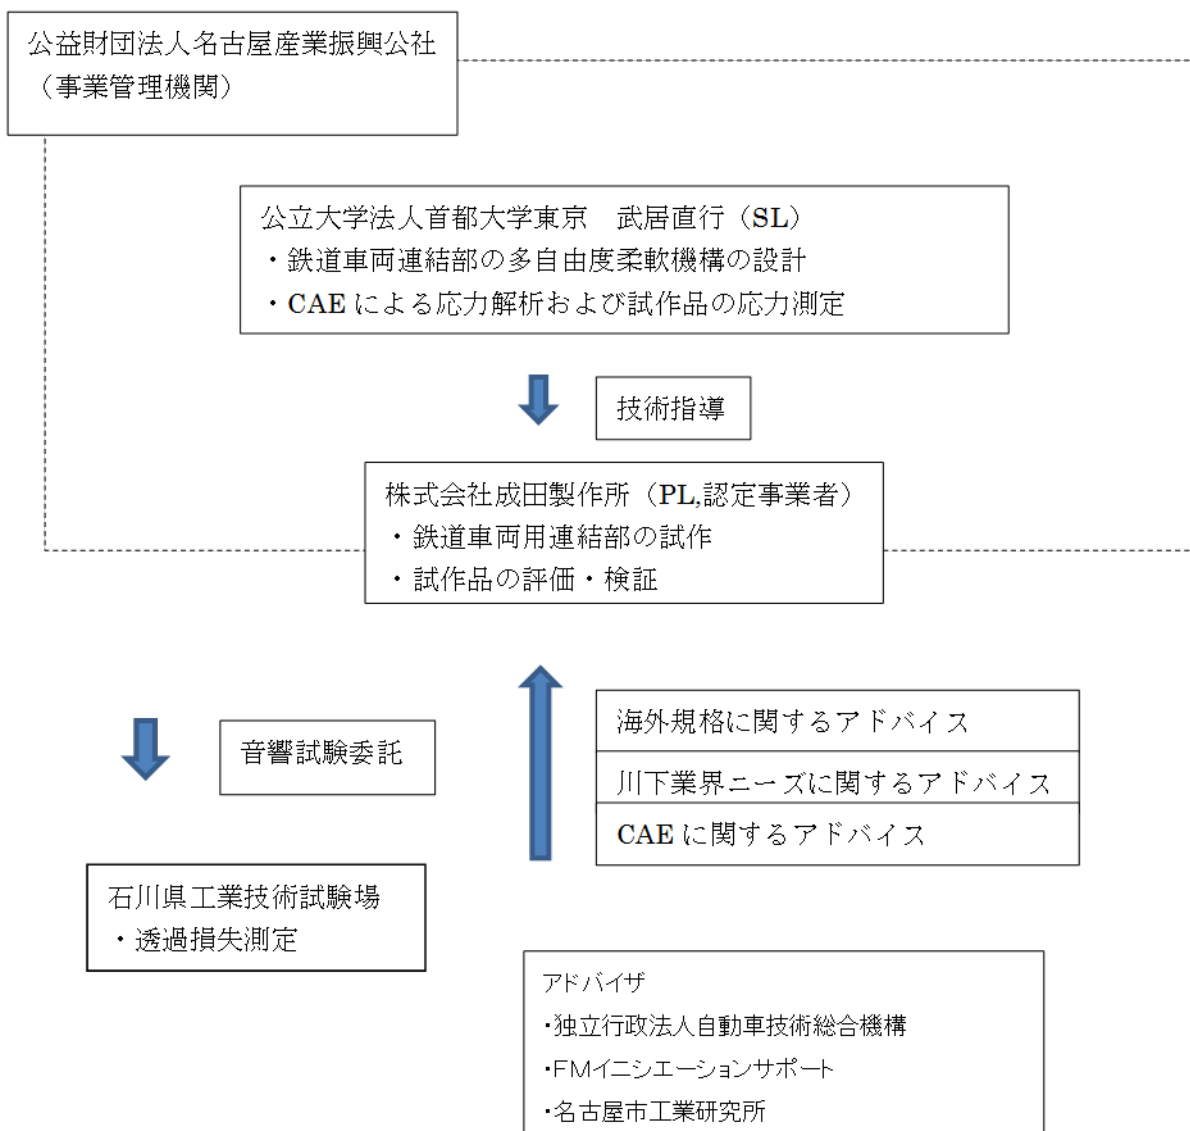 公益財団法人名古屋産業振興公社
（事業管理機関）
公立大学法人首都大学東京　武居直行（SL）
・鉄道車両連結部の多自由度柔軟機構の設計
・CAE による応力解析および試作品の応力測定
技術指導
株式会社成田製作所（PL,認定事業者）
・鉄道車両用連結部の試作
・試作品の評価・検証
海外規格に関するアドバイス
川下業界ニーズに関するアドバイス
CAE に関するアドバイス
音響試験委託
石川県工業技術試験場
・透過損失測定
アドバイザ
・独立行政法人自動車技術総合機構
・FMイニシエーションサポート
・名古屋市工業研究所